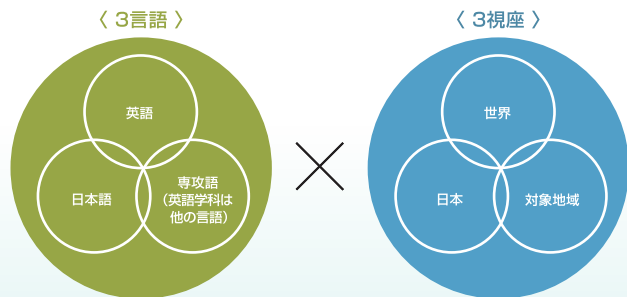 〈 3言語 〉
英語
日本語
専攻語
（英語学科は
他の言語）
×
〈 3視座 〉
世界
日本
対象地域